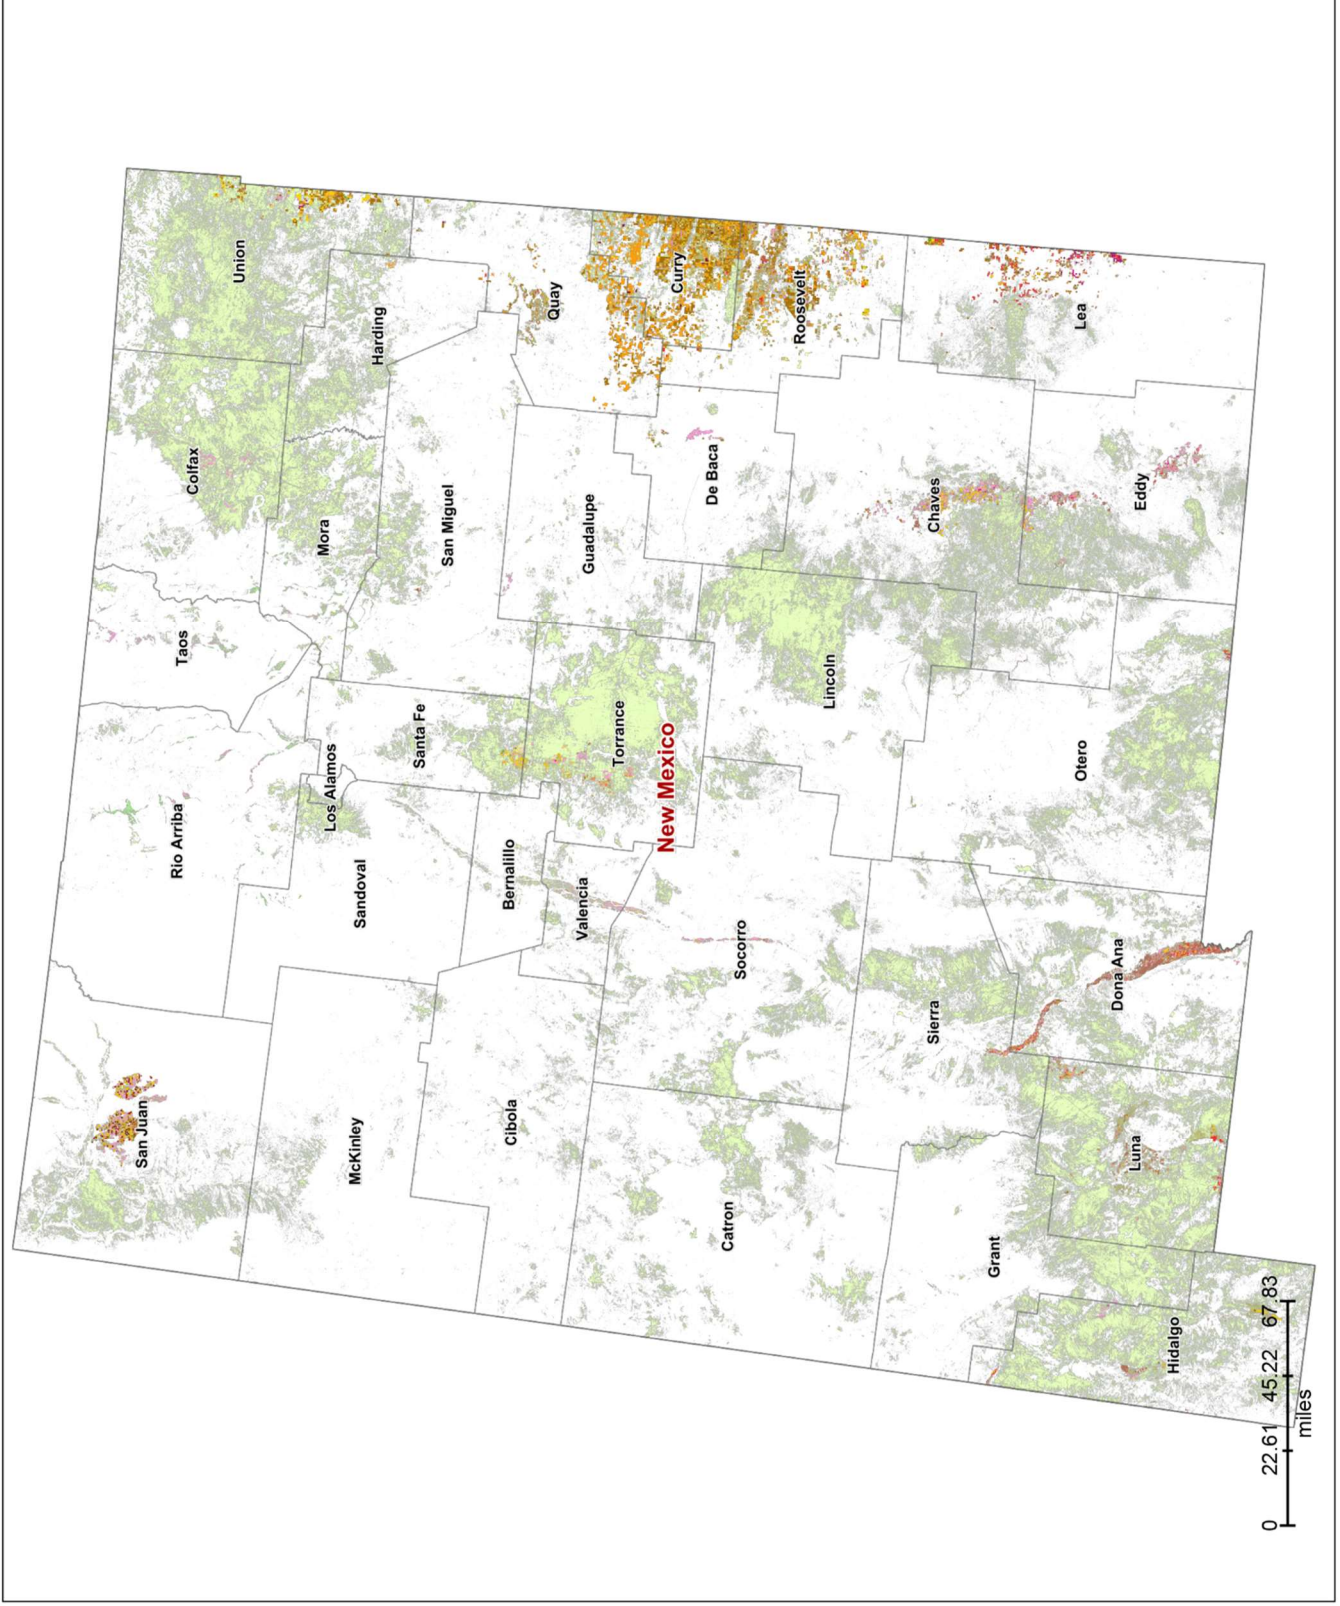 San Juan
Rio Arriba
Taos
Colfax
Union
McKinley
Sandoval
Los Alamos
Santa Fe
Mora
San Miguel
Harding
Cibola
Bernalillo
Valencia
Torrance
Guadalupe
Quay
New Mexico
Catron
Socorro
Lincoln
De Baca
Curry
Roosevelt
Grant
Sierra
Chaves
Hidalgo
Luna
Dona Ana
Otero
Eddy
Lea
0 22.61 45.22 67.83
miles